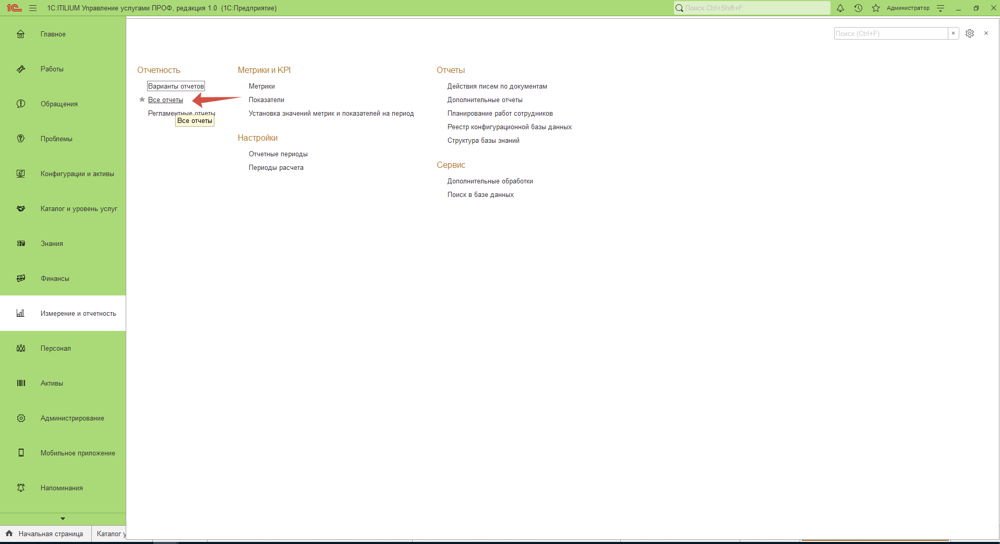 1С:ITILIUM Управление услугами ПРОФ, редакция 1.0 (1С:Предприятие)
Поиск Ctrl+Shift+F
Администратор
Главное
Работы
Обращения
Проблемы
Конфигурации и активы
Каталог и уровень услуг
Знания
Финансы
Измерение и отчетность
Персонал
Активы
Администрирование
Мобильное приложение
Напоминания
Поиск (Ctrl+F)
Отчетность
Варианты отчетов
Все отчеты
Регламентные отчеты
Все отчеты
Метрики и KPI
Метрики
Показатели
Установка значений метрик и показателей на период
Настройки
Отчетные периоды
Периоды расчета
Отчеты
Действия писем по документам
Дополнительные отчеты
Планирование работ сотрудников
Реестр конфигурационной базы данных
Структура базы знаний
Сервис
Дополнительные обработки
Поиск в базе данных
Начальная страница
Каталог у